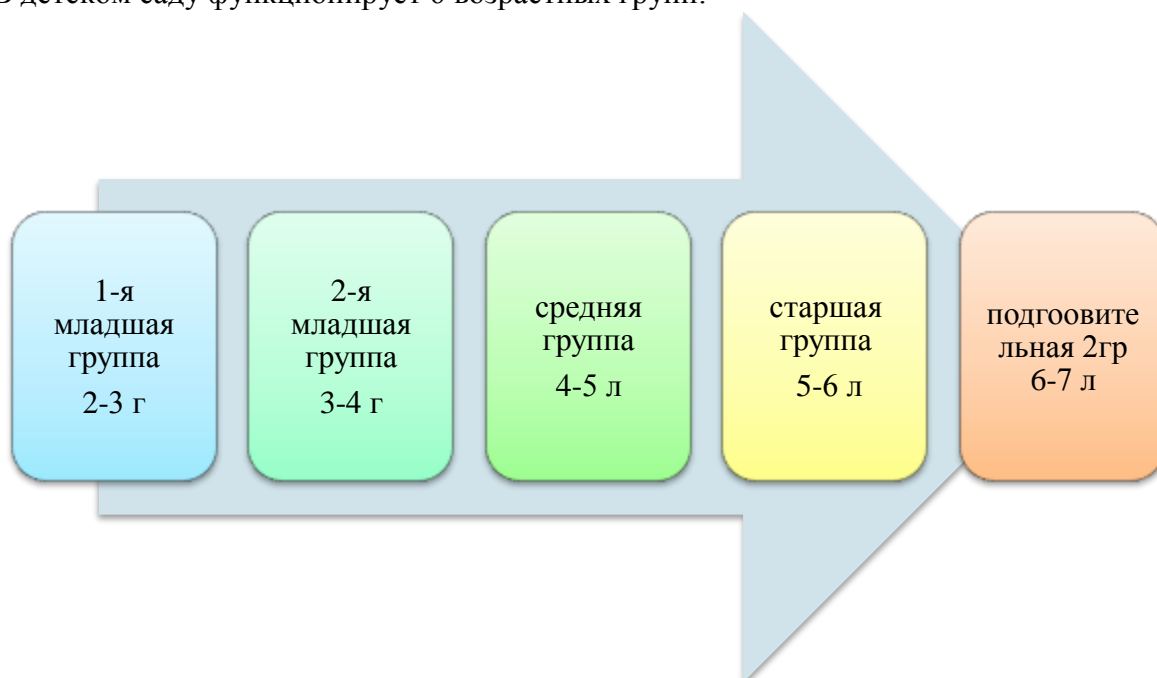 В детском саду функционирует 6 возрастных групп:
1-я
младшая
группа
2-3 г
2-я
младшая
группа
3-4 г
средняя
группа
4-5 л
старшая
группа
5-6 л
подгоовите
льная 2гр
6-7 л